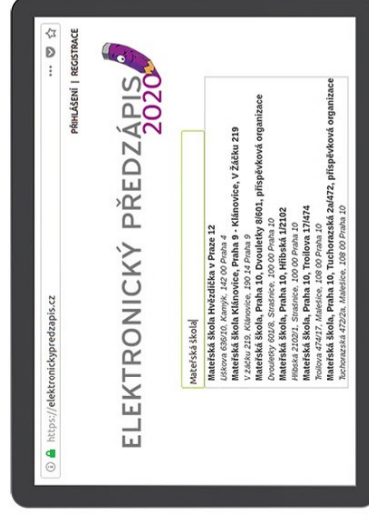 https://elektronickypredzapis.cz
PŘIHLÁŠENÍ | REGISTRACE
ELEKTRONICKÝ PŘEDZÁPIS
2020
Mateřská škola
Mateřská škola Hvězdička v Praze 12
Liškova 636/10, Kamýk, 142 00 Praha 4
Mateřská škola Klánovice, Praha 9 - Klánovice, V Žáčku 219
V žáčku 219, Klánovice, 190 14 Praha 9
Mateřská škola, Praha 10, Dvouletky 8/601, příspěvková organizace
Dvouletky 601/8, Strašnice, 100 00 Praha 10
Mateřská škola, Praha 10, Hřibská 1/2102
Hřibská 2102/1, Strašnice, 100 00 Praha 10
Mateřská škola, Praha 10, Troilova 17/474
Troilova 474/17, Malešice, 108 00 Praha 10
Mateřská škola, Praha 10, Tuchorazská 2a/472, příspěvková organizace
Tuchorazská 472/2a, Malešice, 108 00 Praha 10